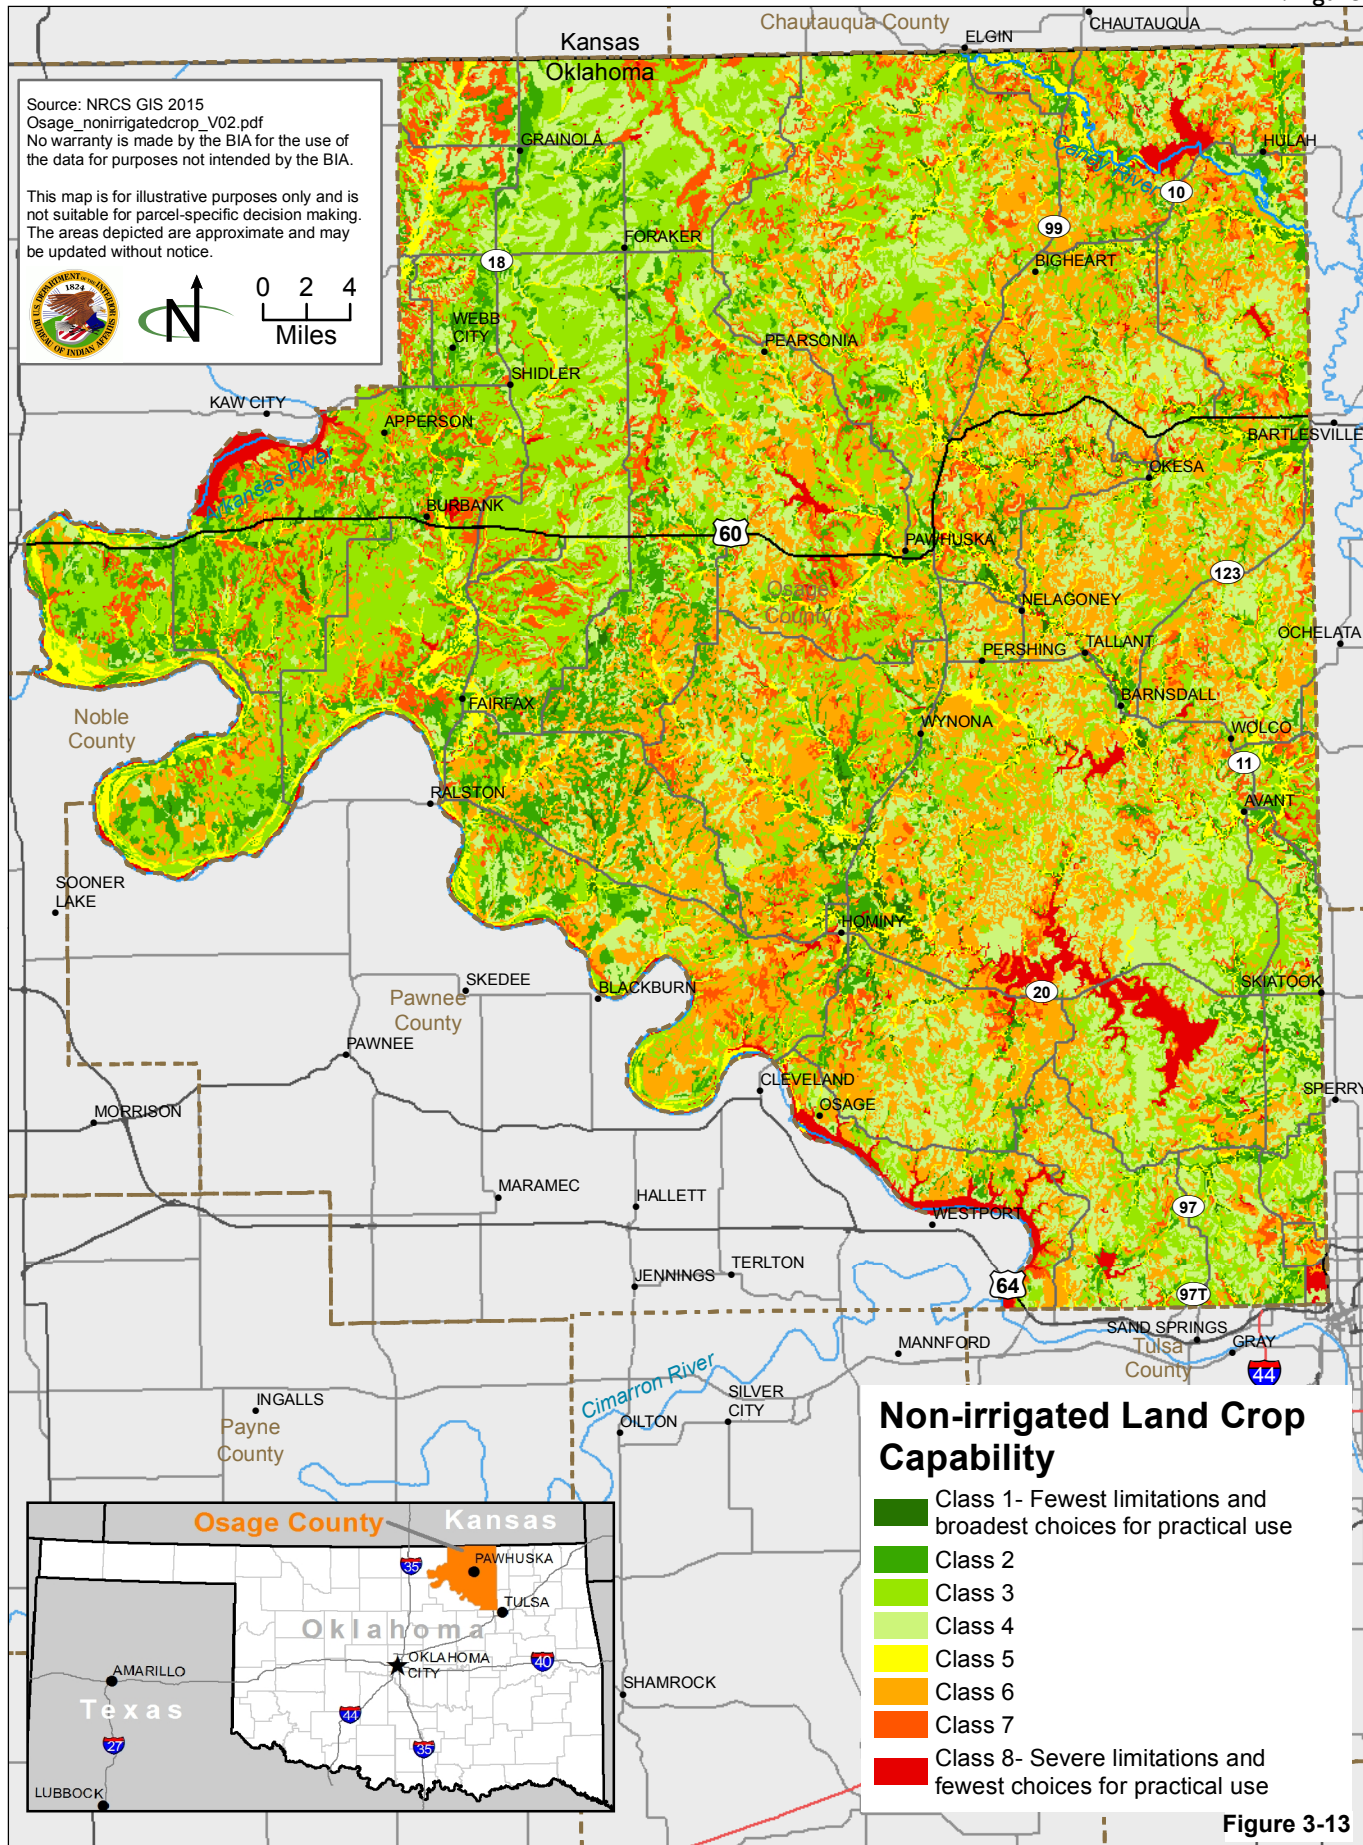 Chautauqua County
CHAUTAUQUA
ELGIN
Kansas
Oklahoma
Source: NRCS GIS 2015
Osage_nonirrigatedcrop_V02.pdf
No warranty is made by the BIA for the use of
the data for purposes not intended by the BIA.
This map is for illustrative purposes only and is
not suitable for parcel-specific decision making.
The areas depicted are approximate and may
be updated without notice.
U.S. DEPARTMENT OF THE INTERIOR
1824
BUREAU OF INDIAN AFFAIRS
N
0 2 4
Miles
GRAINOLA
HULAH
Caney River
10
99
FORAKER
18
BIGHEART
WEBB
CITY
PEARSONIA
SHIDLER
KAW CITY
APPERSON
BARTLESVILLE
OKESA
Arkansas River
BURBANK
60
PAWHUSKA
123
Osage
County
NELAGONEY
OCHELATA
TALLANT
PERSHING
BARNSDALL
FAIRFAX
Noble
County
WYNONA
WOLCO
11
RALSTON
AVANT
SOONER
LAKE
HOMINY
SKEDEE
BLACKBURN
SKIATOOK
20
Pawnee
County
PAWNEE
CLEVELAND
SPERRY
OSAGE
MORRISON
MARAMEC
HALLETT
WESTPORT
97
TERLTON
JENNINGS
64
97T
MANNFORD
SAND SPRINGS
GRAY
Tulsa
County
44
Cimarron River
SILVER
CITY
INGALLS
OILTON
Payne
County
SHAMROCK
Non-irrigated Land Crop
Capability
Class 1- Fewest limitations and
broadest choices for practical use
Class 2
Class 3
Class 4
Class 5
Class 6
Class 7
Class 8- Severe limitations and
fewest choices for practical use
Osage County
Kansas
PAWHUSKA
35
TULSA
Oklahoma
OKLAHOMA
CITY
40
AMARILLO
Texas
44
35
27
LUBBOCK
Figure 3-13